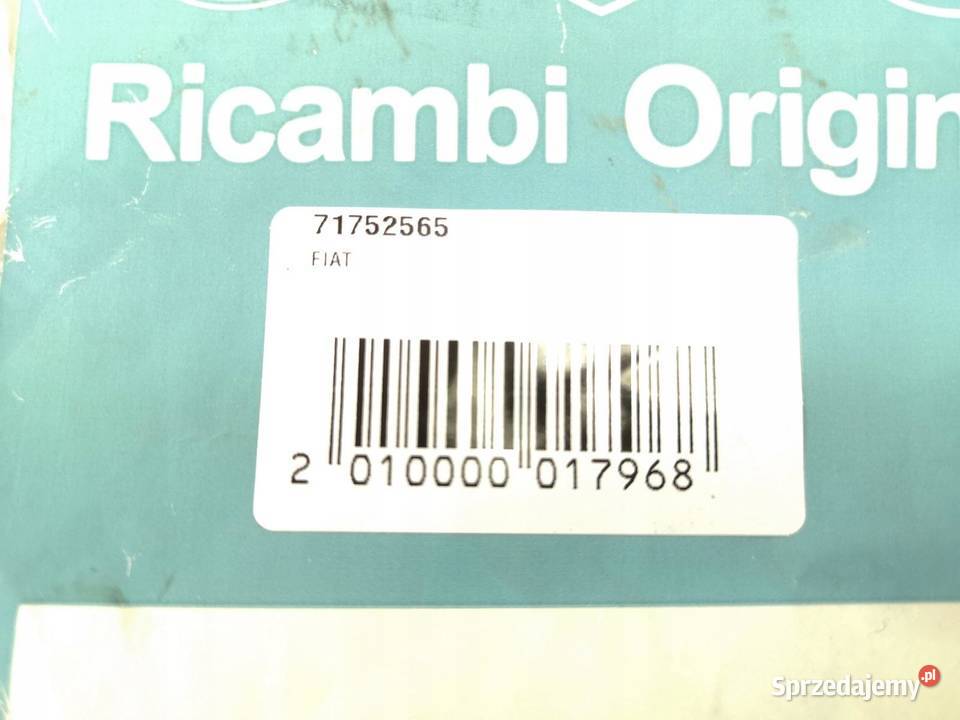 Ricambi Origin
71752565
FIAT
2 010000 017968
Sprzedajemy.pl